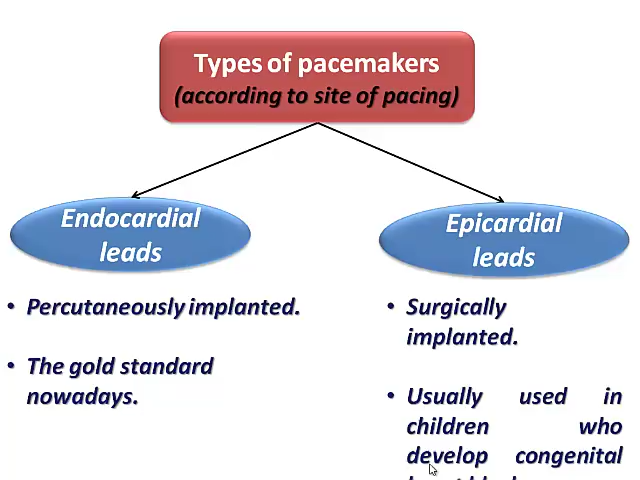 Types of pacemakers
(according to site of pacing)
Endocardial
leads
Epicardial
leads
• Percutaneously implanted.
• The gold standard
nowadays.
• Surgically
implanted.
• Usually used in
children who
develop congenital